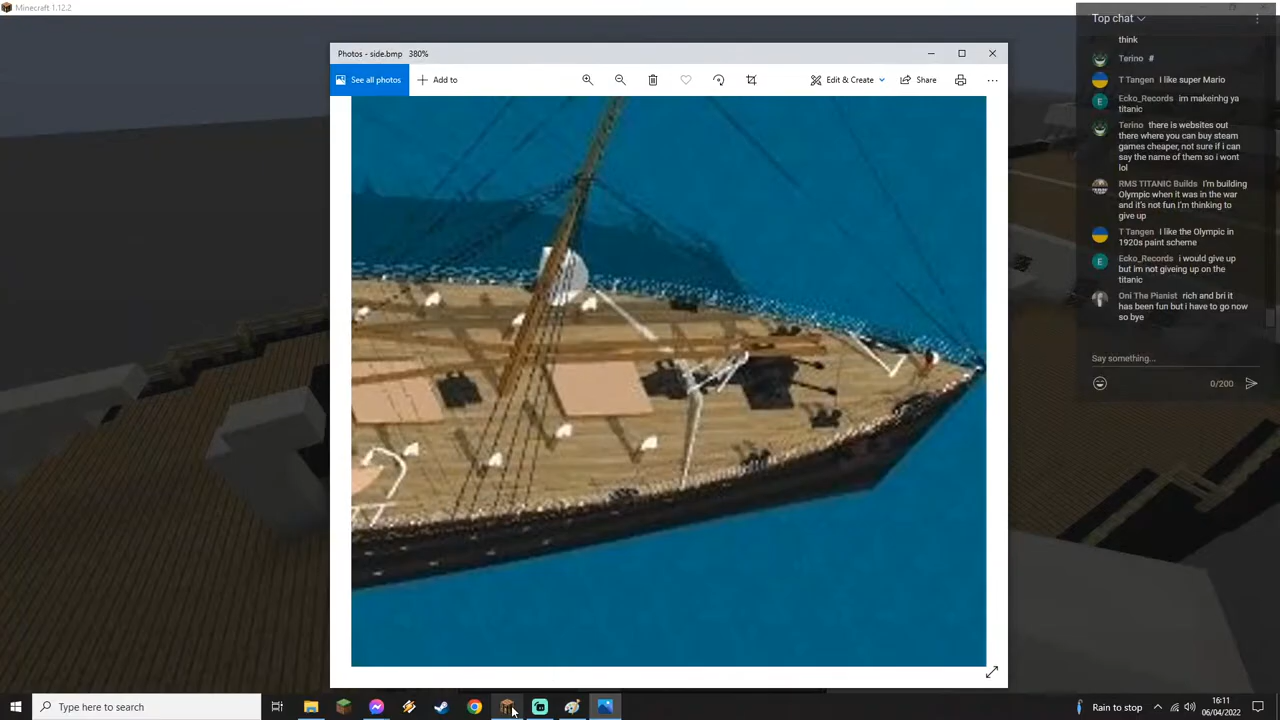 Minecraft 1.12.2
Photos - side.bmp 380%
See all photos
Add to
Edit & Create
Share
Top chat
think
Terino #
T Tangen I like super Mario
Ecko_Records im makeinhg ya
titanic
Terino there is websites out
there where you can buy steam
games cheaper, not sure if i can
say the name of them so i wont
lol
RMS TITANIC Builds I'm building
Olympic when it was in the war
and it's not fun I'm thinking to
give up
T Tangen I like the Olympic in
1920s paint scheme
Ecko_Records i would give up
but im not giveing up on the
titanic
Oni The Pianist rich and bri it
has been fun but i have to go now
so bye
Say something...
0/200
Type here to search
Rain to stop
16:11
06/04/2022